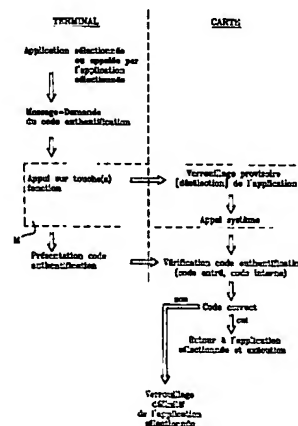 TERMINAL
CARTE
Application sélectionnée
ou appelée par
l'application
sélectionnée
Message-Demande
du code authentification
Appui sur touche(s)
fonction
Verrouillage provisoire
de l'application
Appel système
M
Présentation code
authentification
Vérification code authentification
(code entré, code interne)
non
Code correct
oui
Retour à l'application
sélectionnée et exécution
Verrouillage
définitif
de l'application
sélectionnée